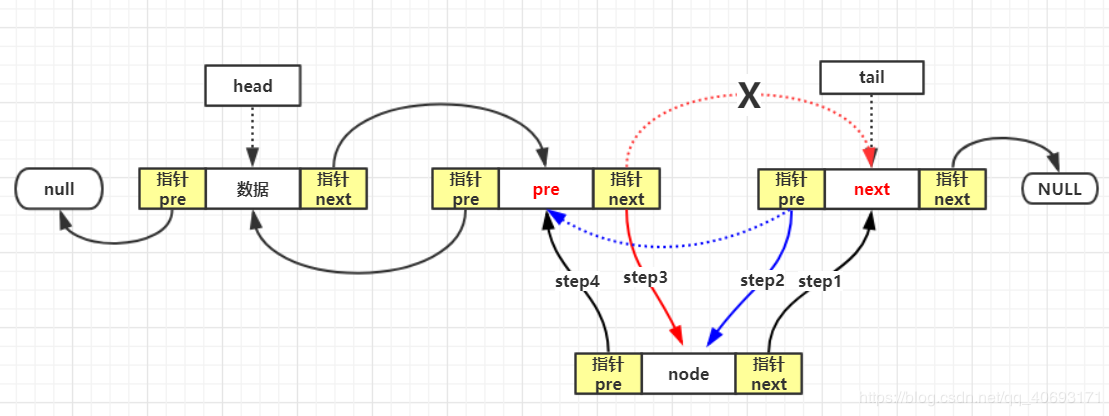 head
tail
X
null
指针
pre
数据
指针
next
指针
pre
pre
指针
next
指针
pre
next
指针
next
NULL
step4
step3
step2
step1
指针
pre
node
指针
next
https://blog.csdn.net/qq_40693171